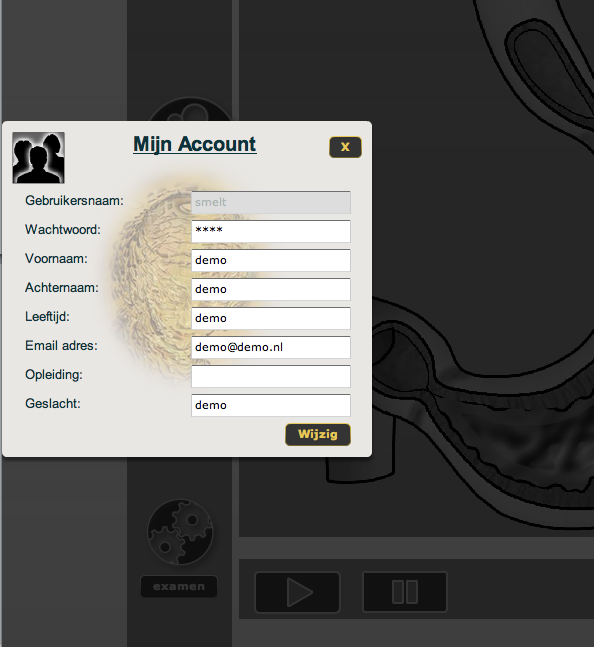 Mijn Account
X
Gebruikersnaam: smelt
Wachtwoord: ****
Voornaam: demo
Achternaam: demo
Leeftijd: demo
Email adres: demo@demo.nl
Opleiding:
Geslacht: demo
Wijzig
examen